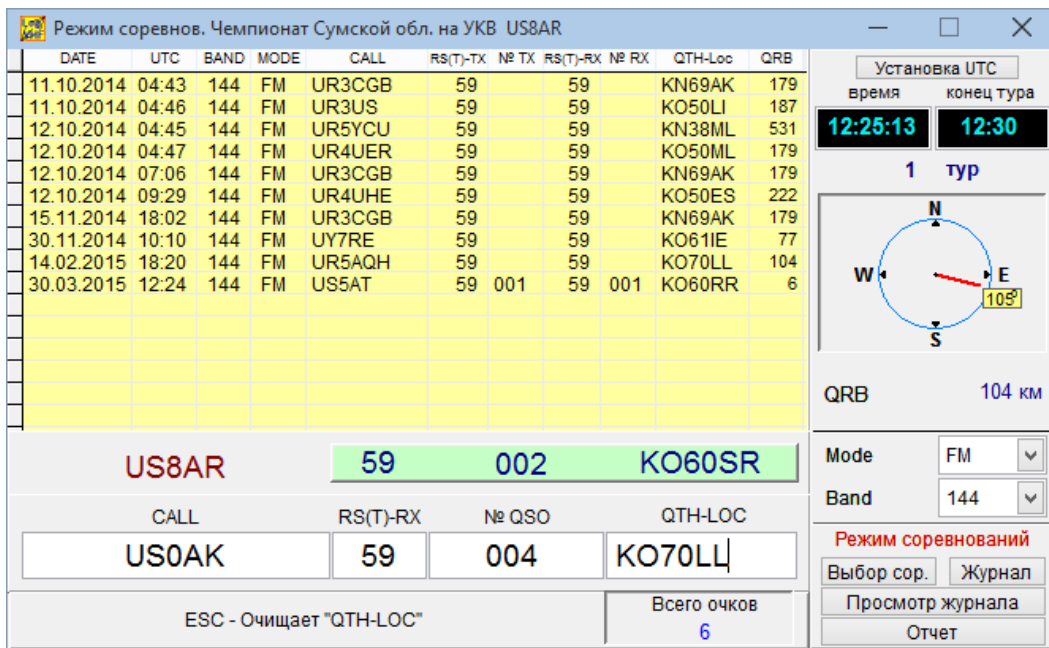 Режим соревнов. Чемпионат Сумской обл. на УКВ US8AR
DATE UTC BAND MODE CALL RS(T)-TX № TX RS(T)-RX № RX QTH-Loc QRB
11.10.2014 04:43 144 FM UR3CGB 59 59 KN69AK 179
11.10.2014 04:46 144 FM UR3US 59 59 KO50LI 187
12.10.2014 04:45 144 FM UR5YCU 59 59 KN38ML 531
12.10.2014 04:47 144 FM UR4UER 59 59 KO50ML 179
12.10.2014 07:06 144 FM UR3CGB 59 59 KN69AK 179
12.10.2014 09:29 144 FM UR4UHE 59 59 KO50ES 222
15.11.2014 18:02 144 FM UR3CGB 59 59 KN69AK 179
30.11.2014 10:10 144 FM UY7RE 59 59 KO61IE 77
14.02.2015 18:20 144 FM UR5AQH 59 59 KO70LL 104
30.03.2015 12:24 144 FM US5AT 59 001 59 001 KO60RR 6
Установка UTC
время конец тура
12:25:13 12:30
1 тур
N
W E
105⁰
S
QRB 104 км
US8AR 59 002 KO60SR
CALL RS(T)-RX № QSO QTH-LOC
US0AK 59 004 KO70LL
ESC - Очищает "QTH-LOC"
Всего очков
6
Mode FM
Band 144
Режим соревнований
Выбор сор. Журнал
Просмотр журнала
Отчет